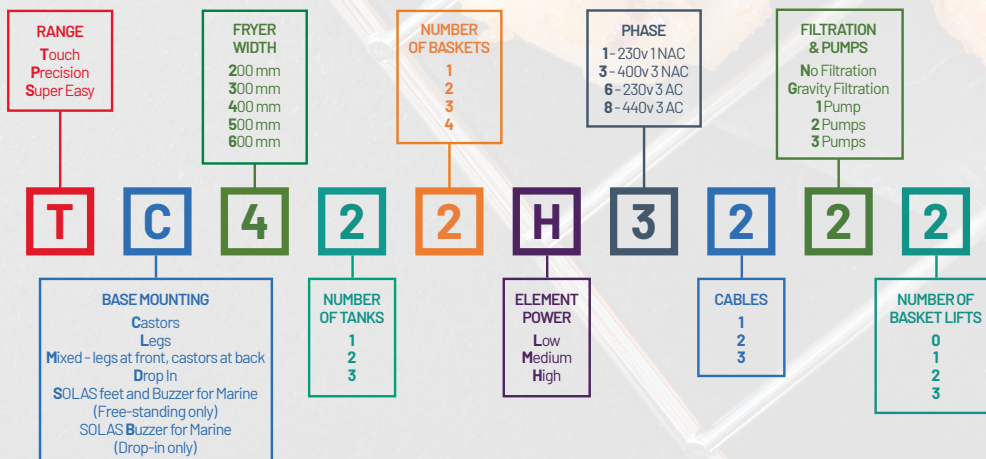 RANGE
Touch
Precision
Super Easy
FRYER
WIDTH
200 mm
300 mm
400 mm
500 mm
600 mm
NUMBER
OF BASKETS
1
2
3
4
PHASE
1 - 230v 1 NAC
3 - 400v 3 NAC
6 - 230v 3 AC
8 - 440v 3 AC
FILTRATION
& PUMPS
No Filtration
Gravity Filtration
1 Pump
2 Pumps
3 Pumps
T C 4 2 2 H 3 2 2 2
BASE MOUNTING
Castors
Legs
Mixed - legs at front, castors at back
Drop In
SOLAS feet and Buzzer for Marine
(Free-standing only)
SOLAS Buzzer for Marine
(Drop-in only)
NUMBER
OF TANKS
1
2
3
ELEMENT
POWER
Low
Medium
High
CABLES
1
2
3
NUMBER OF
BASKET LIFTS
0
1
2
3